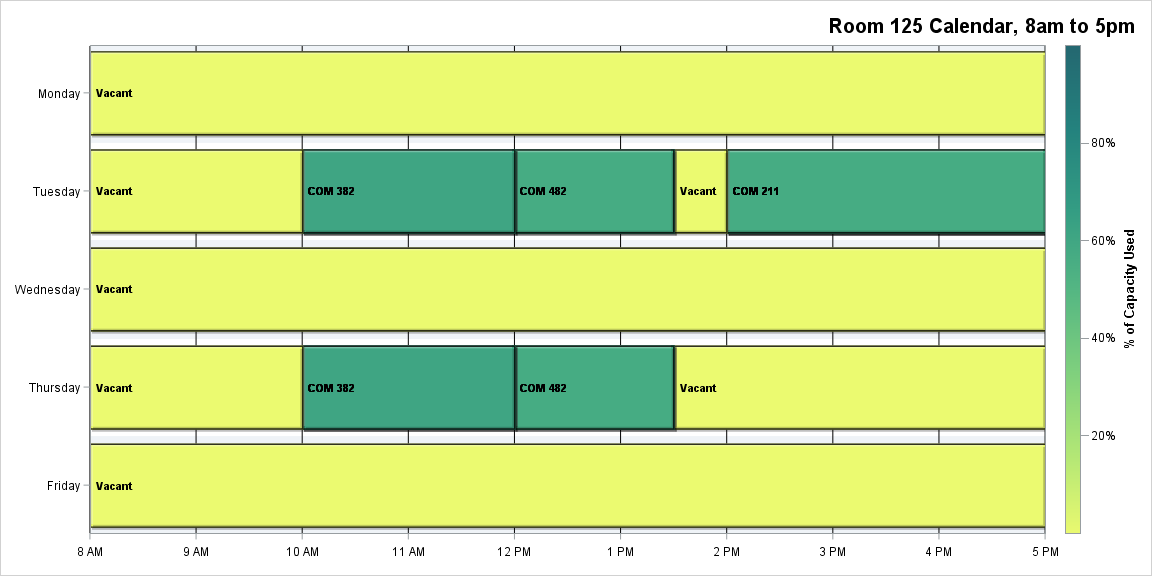 Room 125 Calendar, 8am to 5pm
Monday
Vacant
Tuesday
Vacant
COM 382
COM 482
Vacant
COM 211
Wednesday
Vacant
Thursday
Vacant
COM 382
COM 482
Vacant
Friday
Vacant
8 AM
9 AM
10 AM
11 AM
12 PM
1 PM
2 PM
3 PM
4 PM
5 PM
80%
60%
40%
20%
% of Capacity Used